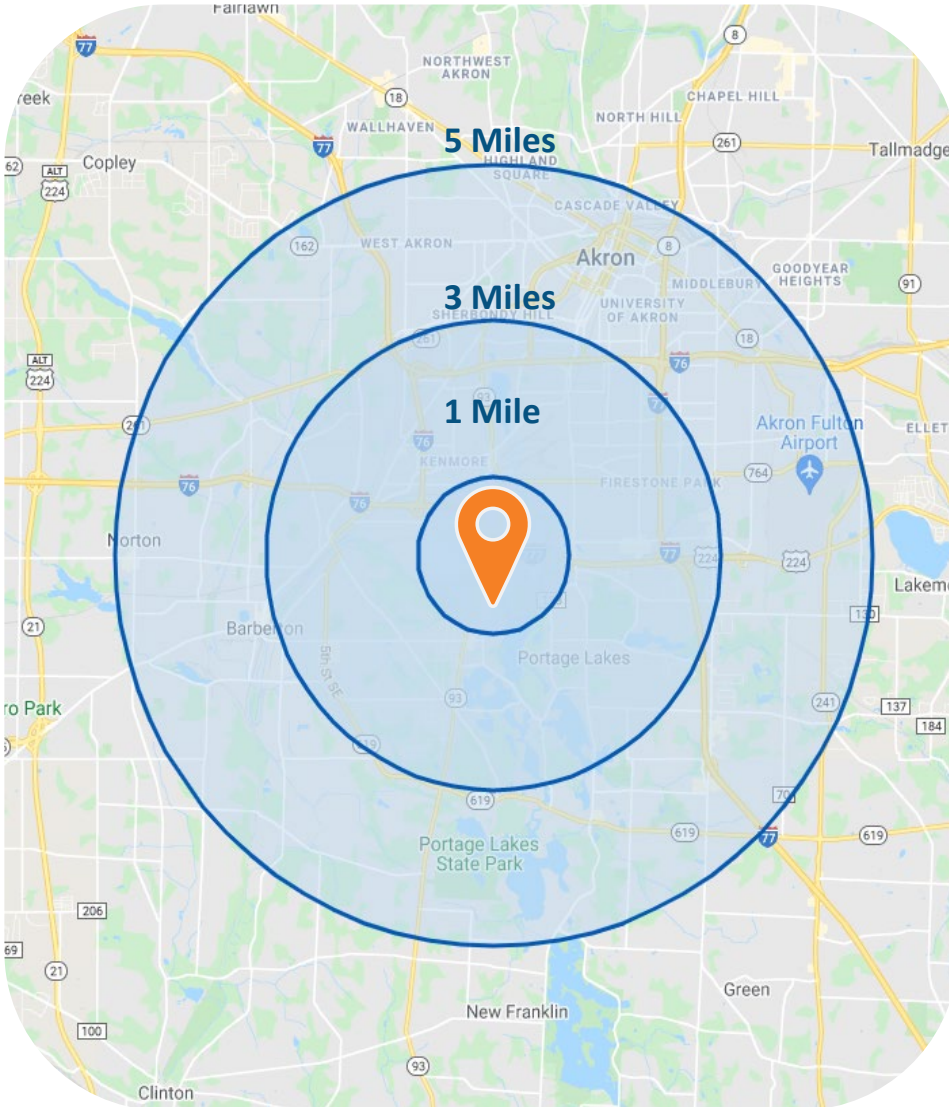 Fairlawn
8
77
NORTHWEST
AKRON
reek
18
CHAPEL HILL
NORTH HILL
WALLHAVEN
77
5 Miles
261
Tallmadge
62
Copley
HIGHLAND
SQUARE
ALT
224
CASCADE VALLEY
162
WEST AKRON
8
Akron
GOODYEAR
HEIGHTS
MIDDLEBURY
91
3 Miles
UNIVERSITY
OF AKRON
SHERBONDY HILL
261
18
ALT
224
76
93
77
1 Mile
261
Akron Fulton
Airport
ELLET
76
KENMORE
764
FIRESTONE PARK
76
76
Norton
77
77
224
224
Lakemo
130
21
Barberton
5th St SE
Portage Lakes
93
241
137
ro Park
184
619
619
701
77
619
619
Portage Lakes
State Park
206
69
21
Green
New Franklin
100
93
Clinton